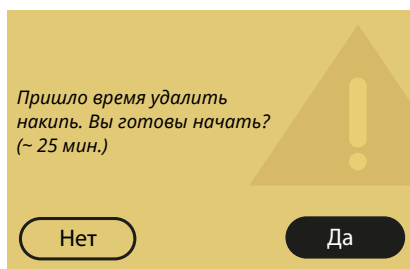 Пришло время удалить
накипь. Вы готовы начать?
(~ 25 мин.)
Нет
Да